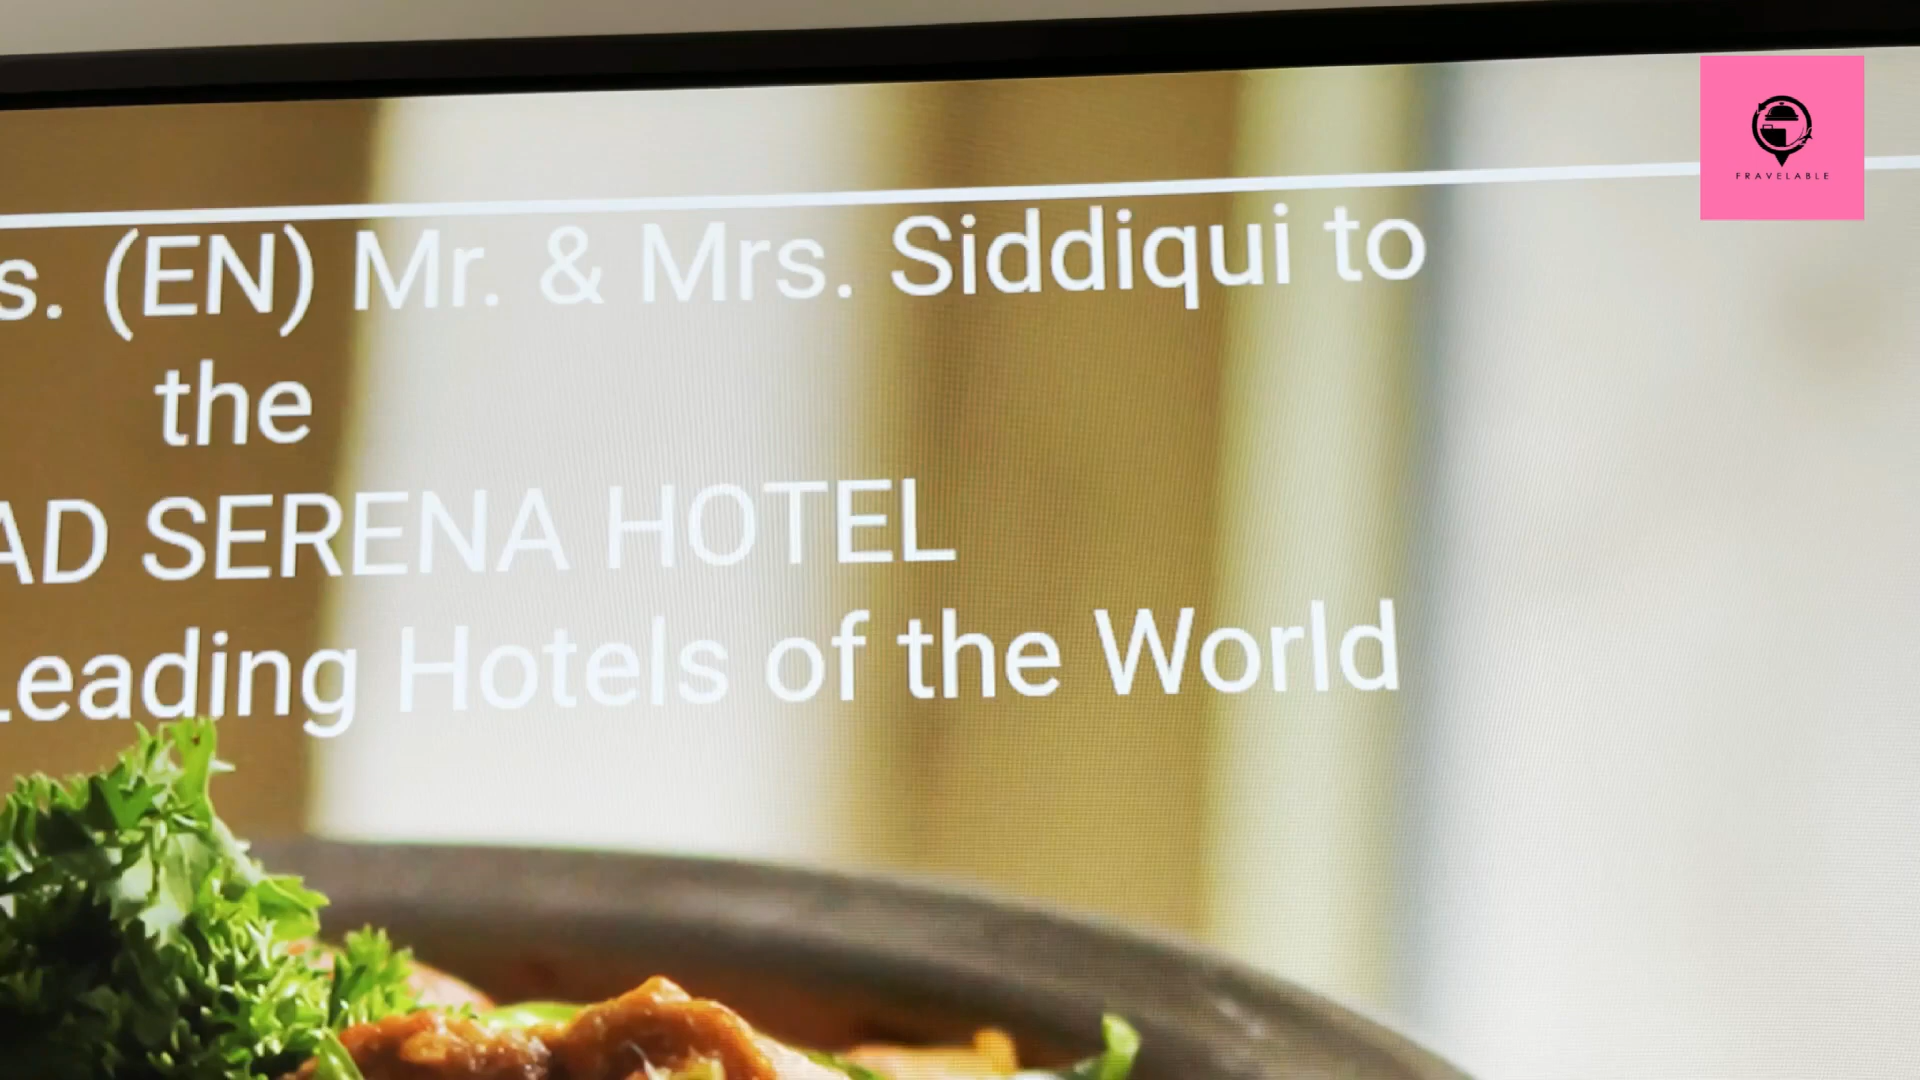 s. (EN) Mr. & Mrs. Siddiqui to
the
AD SERENA HOTEL
Leading Hotels of the World
FRAVELABLE